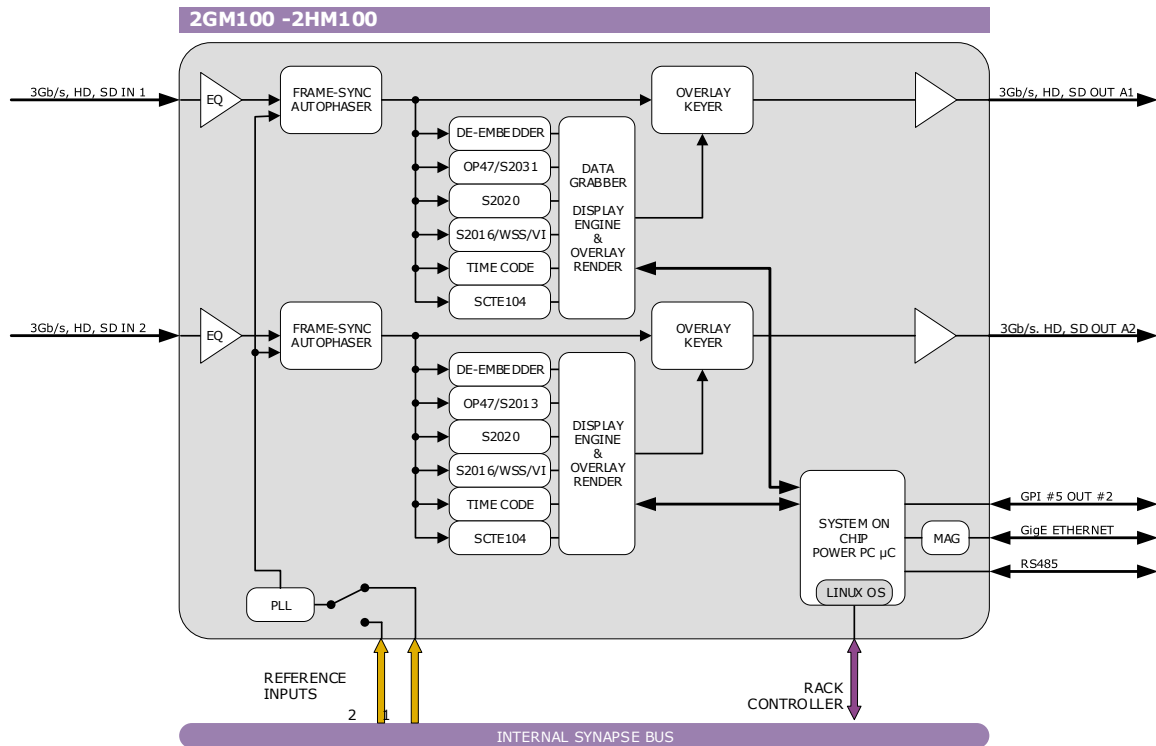 2GM100 -2HM100
3Gb/s, HD, SD IN 1
EQ
FRAME-SYNC
AUTOPHASER
OVERLAY
KEYER
3Gb/s, HD, SD OUT A1
DE-EMBEDDER
OP47/S2031
S2020
S2016/WSS/VI
TIME CODE
SCTE104
DATA
GRABBER
DISPLAY
ENGINE
&
OVERLAY
RENDER
3Gb/s, HD, SD IN 2
EQ
FRAME-SYNC
AUTOPHASER
OVERLAY
KEYER
3Gb/s. HD, SD OUT A2
DE-EMBEDDER
OP47/S2013
S2020
S2016/WSS/VI
TIME CODE
SCTE104
DISPLAY
ENGINE
&
OVERLAY
RENDER
SYSTEM ON
CHIP
POWER PC µC
LINUX OS
GPI #5 OUT #2
MAG
GigE ETHERNET
RS485
PLL
REFERENCE
INPUTS
2 1
RACK
CONTROLLER
INTERNAL SYNAPSE BUS